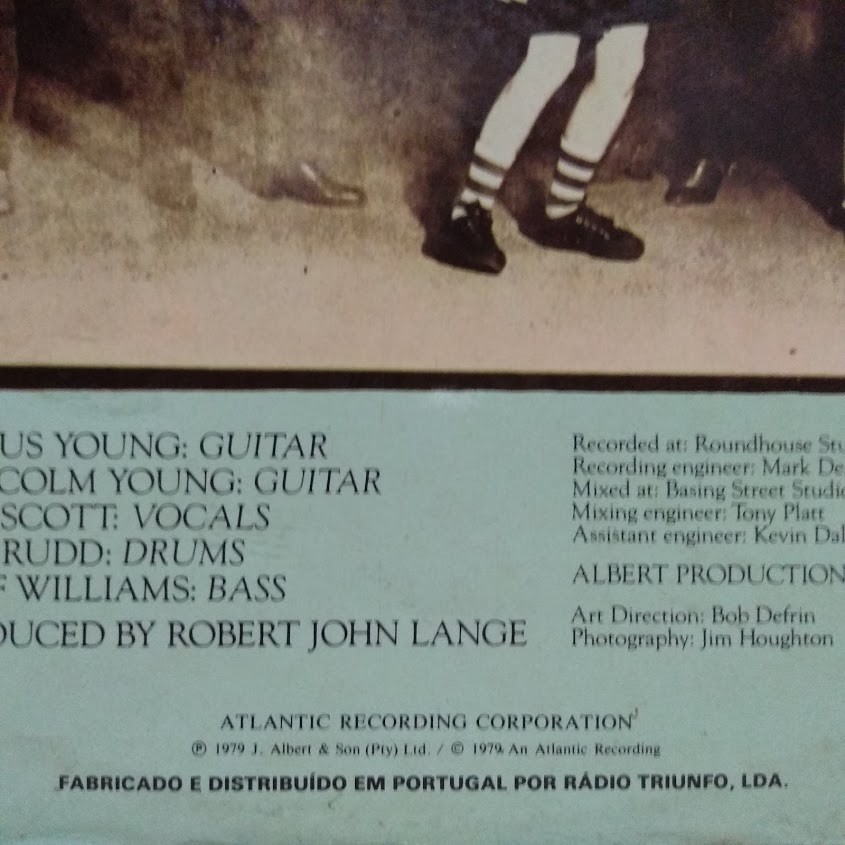 US YOUNG: GUITAR
COLM YOUNG: GUITAR
SCOTT: VOCALS
RUDD: DRUMS
F WILLIAMS: BASS
DUCED BY ROBERT JOHN LANGE
Recorded at: Roundhouse Stu
Recording engineer: Mark De
Mixed at: Basing Street Studio
Mixing engineer: Tony Platt
Assistant engineer: Kevin Dal
ALBERT PRODUCTION
Art Direction: Bob Defrin
Photography: Jim Houghton
ATLANTIC RECORDING CORPORATION
℗ 1979 J. Albert & Son (Pty) Ltd. / © 1979 An Atlantic Recording
FABRICADO E DISTRIBUÍDO EM PORTUGAL POR RÁDIO TRIUNFO, LDA.